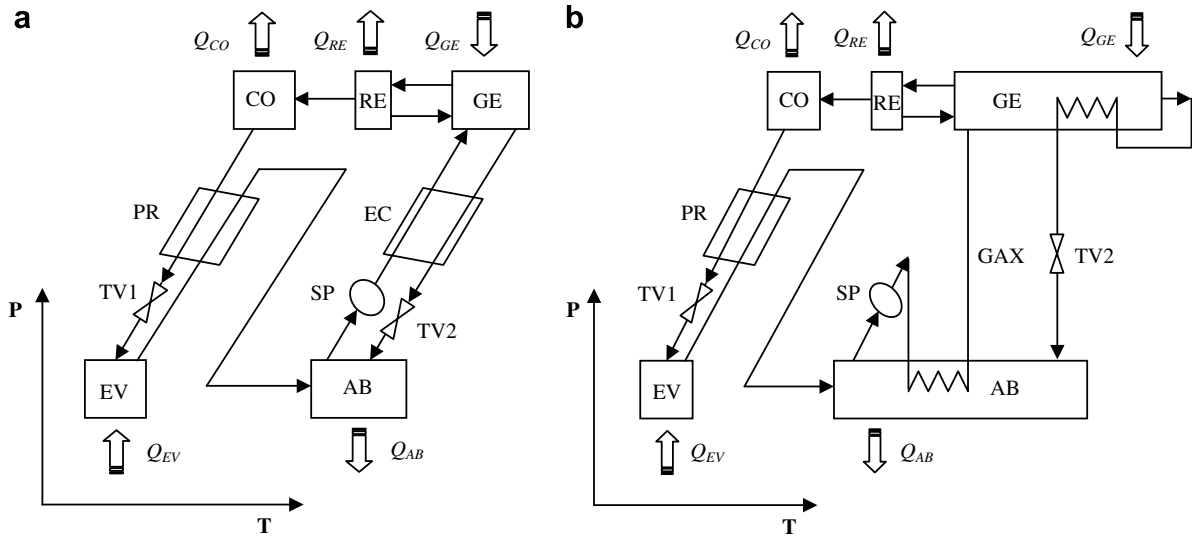 a
Q_CO
Q_RE
Q_GE
CO
RE
GE
PR
EC
TV1
SP
TV2
P
EV
AB
Q_EV
Q_AB
T
b
Q_CO
Q_RE
Q_GE
CO
RE
GE
PR
TV1
SP
GAX
TV2
P
EV
AB
Q_EV
Q_AB
T